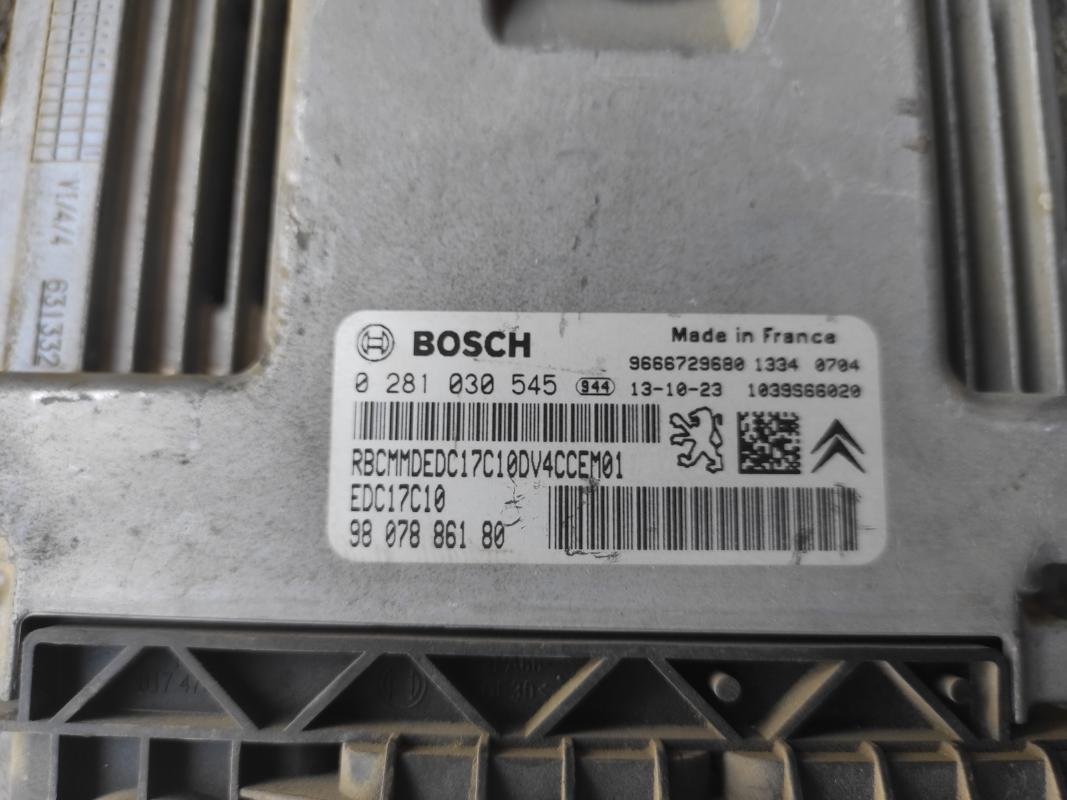 V1/4/4 631332
BOSCH
Made in France
9666729680 1334 0704
0 281 030 545 944 13-10-23 1039S66020
RBCMMDEDC17C10DV4CCEM01
EDC17C10
98 078 861 80